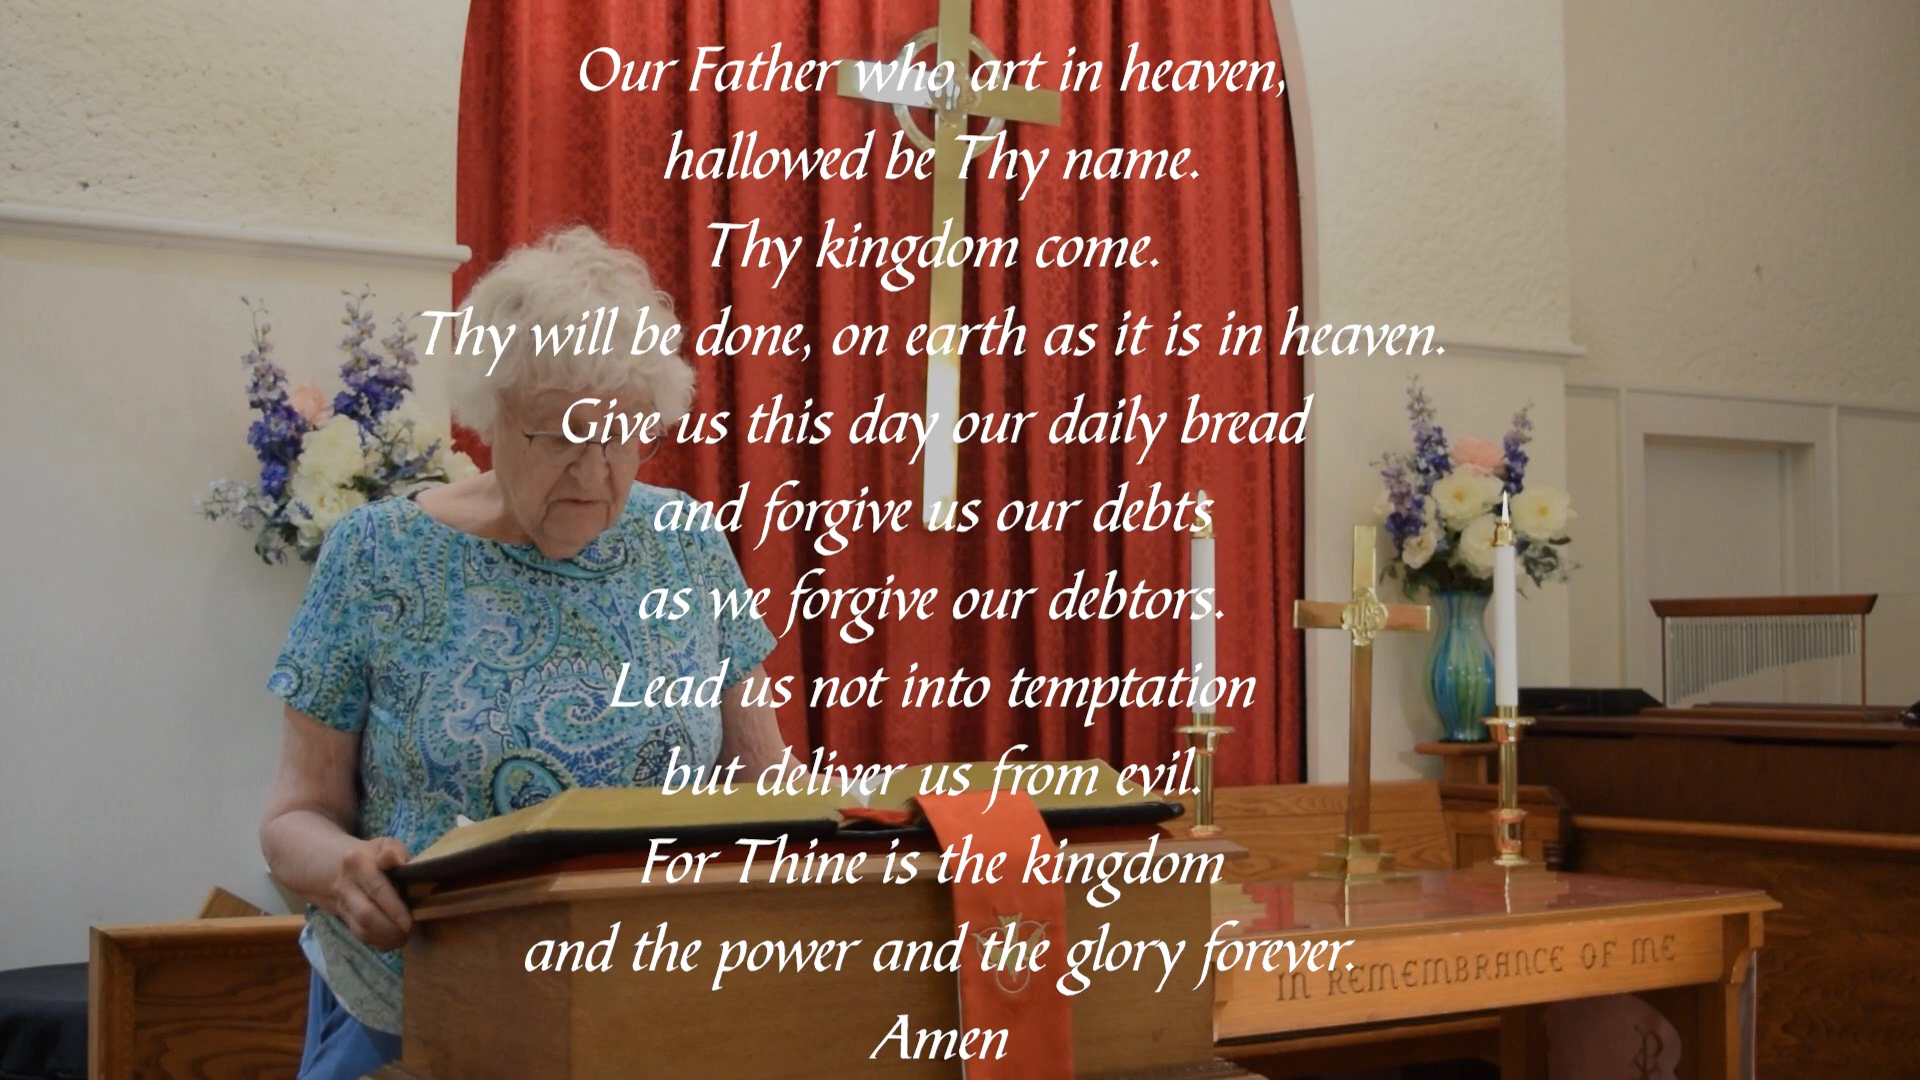 Our Father who art in heaven,
hallowed be Thy name.
Thy kingdom come.
Thy will be done, on earth as it is in heaven.
Give us this day our daily bread
and forgive us our debts
as we forgive our debtors.
Lead us not into temptation
but deliver us from evil.
For Thine is the kingdom
and the power and the glory forever.
Amen
IN REMEMBRANCE OF ME